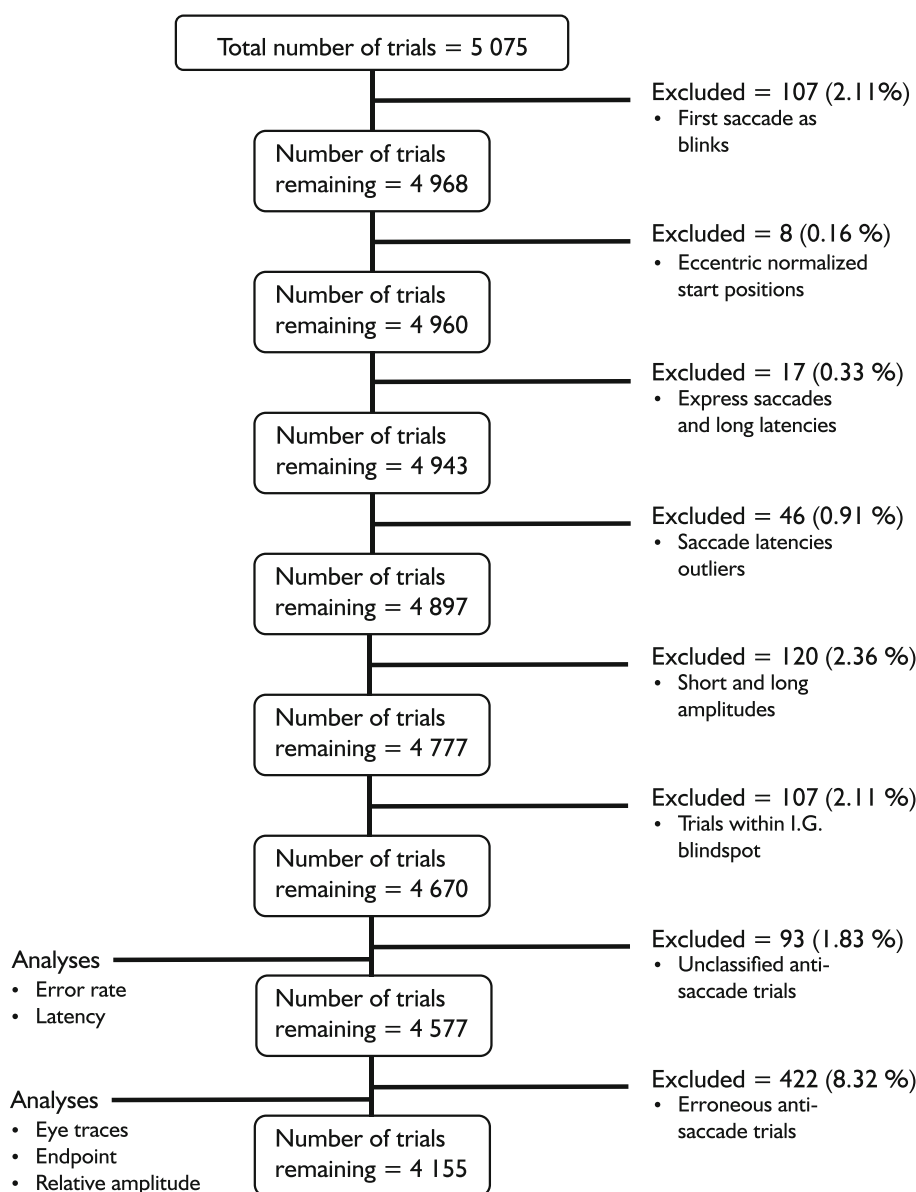 Total number of trials = 5 075
Excluded = 107 (2.11%)
• First saccade as
blinks
Number of trials
remaining = 4 968
Excluded = 8 (0.16 %)
• Eccentric normalized
start positions
Number of trials
remaining = 4 960
Excluded = 17 (0.33 %)
• Express saccades
and long latencies
Number of trials
remaining = 4 943
Excluded = 46 (0.91 %)
• Saccade latencies
outliers
Number of trials
remaining = 4 897
Excluded = 120 (2.36 %)
• Short and long
amplitudes
Number of trials
remaining = 4 777
Excluded = 107 (2.11 %)
• Trials within I.G.
blindspot
Number of trials
remaining = 4 670
Excluded = 93 (1.83 %)
• Unclassified anti-
saccade trials
Analyses
• Error rate
• Latency
Number of trials
remaining = 4 577
Excluded = 422 (8.32 %)
• Erroneous anti-
saccade trials
Analyses
• Eye traces
• Endpoint
• Relative amplitude
Number of trials
remaining = 4 155